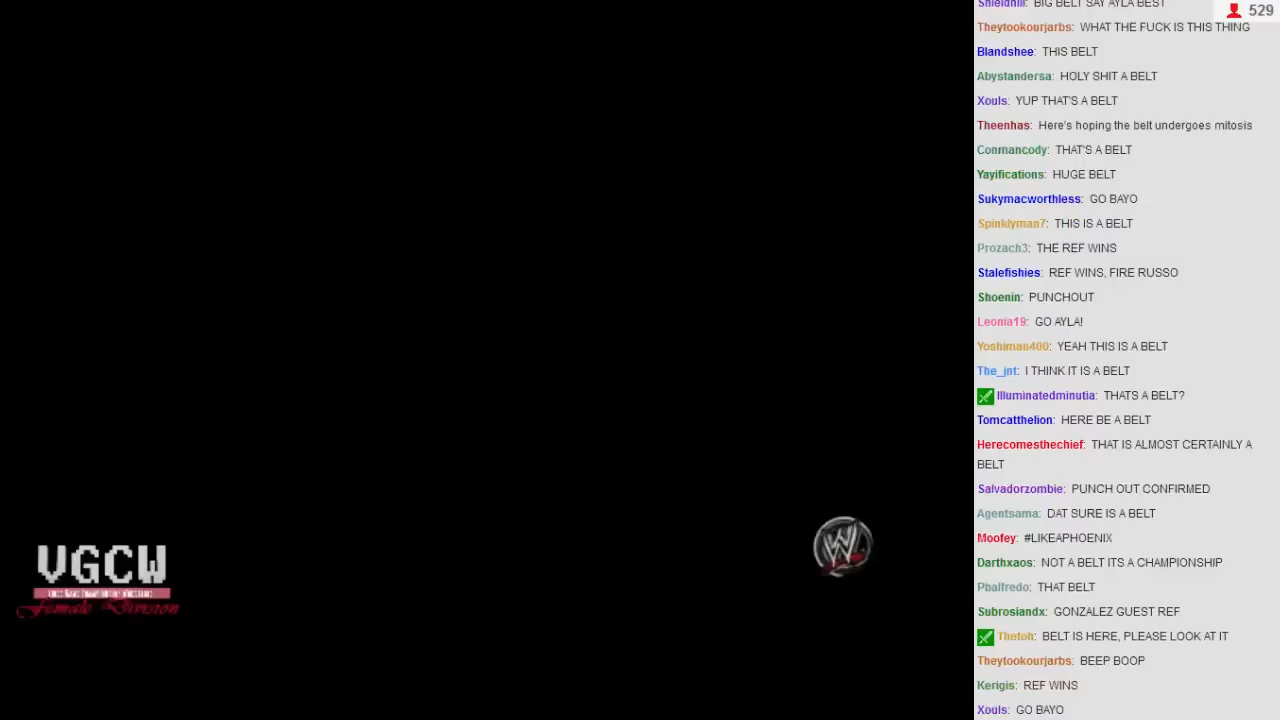 Shieldhill: BIG BELT SAY AYLA BEST
529
Theytookourjarbs: WHAT THE FUCK IS THIS THING
Blandshee: THIS BELT
Abystandersa: HOLY SHIT A BELT
Xouls: YUP THAT'S A BELT
Theenhas: Here's hoping the belt undergoes mitosis
Conmancody: THAT'S A BELT
Yayifications: HUGE BELT
Sukymacworthless: GO BAYO
Spinklyman7: THIS IS A BELT
Prozach3: THE REF WINS
Stalefishies: REF WINS, FIRE RUSSO
Shoenin: PUNCHOUT
Leonia19: GO AYLA!
Yoshiman400: YEAH THIS IS A BELT
The_jnt: I THINK IT IS A BELT
Illuminatedminutia: THATS A BELT?
Tomcatthelion: HERE BE A BELT
Herecomesthechief: THAT IS ALMOST CERTAINLY A
BELT
Salvadorzombie: PUNCH OUT CONFIRMED
Agentsama: DAT SURE IS A BELT
Moofey: #LIKEAPHOENIX
Darthxaos: NOT A BELT ITS A CHAMPIONSHIP
Pbalfredo: THAT BELT
Subrosiandx: GONZALEZ GUEST REF
Thetoh: BELT IS HERE, PLEASE LOOK AT IT
Theytookourjarbs: BEEP BOOP
Kerigis: REF WINS
Xouls: GO BAYO
VGCW
Female Division
W